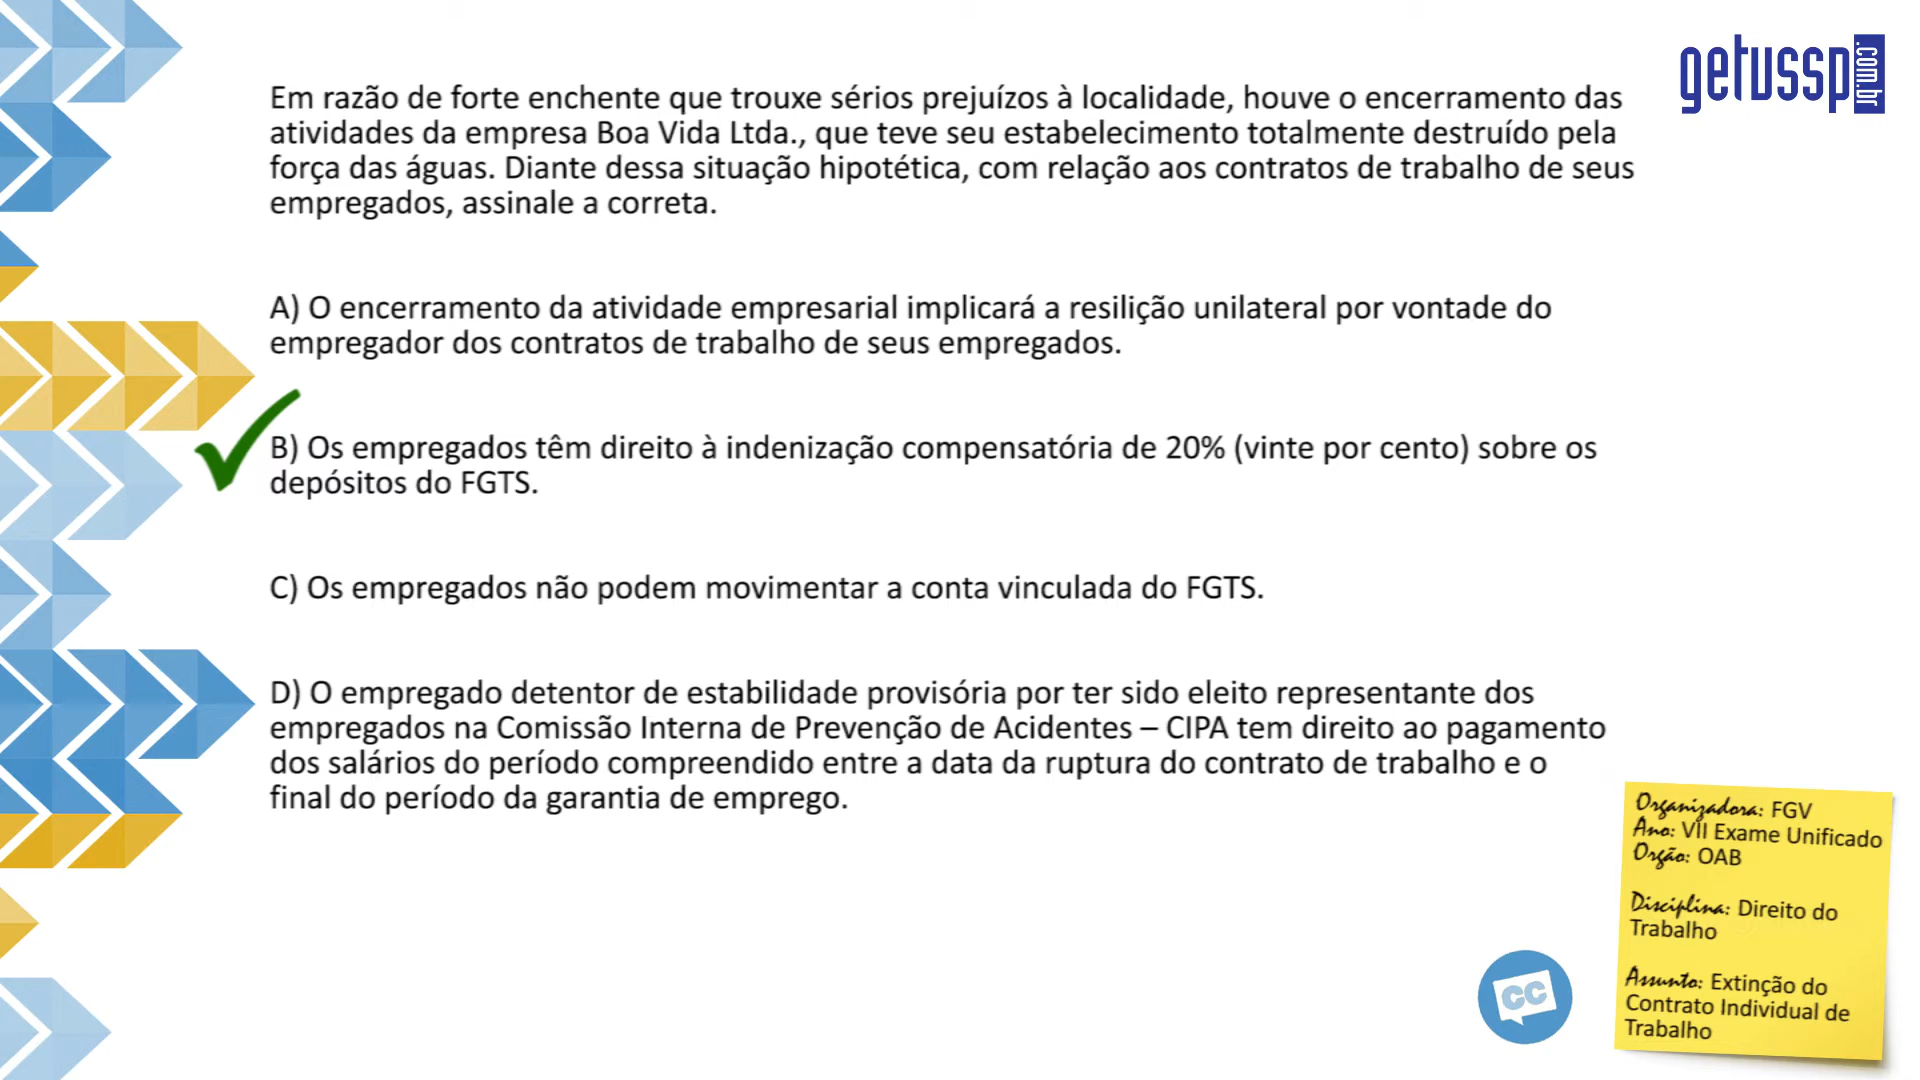 getussp.com.br
Em razão de forte enchente que trouxe sérios prejuízos à localidade, houve o encerramento das
atividades da empresa Boa Vida Ltda., que teve seu estabelecimento totalmente destruído pela
força das águas. Diante dessa situação hipotética, com relação aos contratos de trabalho de seus
empregados, assinale a correta.
A) O encerramento da atividade empresarial implicará a resilição unilateral por vontade do
empregador dos contratos de trabalho de seus empregados.
B) Os empregados têm direito à indenização compensatória de 20% (vinte por cento) sobre os
depósitos do FGTS.
C) Os empregados não podem movimentar a conta vinculada do FGTS.
D) O empregado detentor de estabilidade provisória por ter sido eleito representante dos
empregados na Comissão Interna de Prevenção de Acidentes – CIPA tem direito ao pagamento
dos salários do período compreendido entre a data da ruptura do contrato de trabalho e o
final do período da garantia de emprego.
Organizadora: FGV
Ano: VII Exame Unificado
Orgão: OAB
Disciplina: Direito do
Trabalho
Assunto: Extinção do
Contrato Individual de
Trabalho
CC